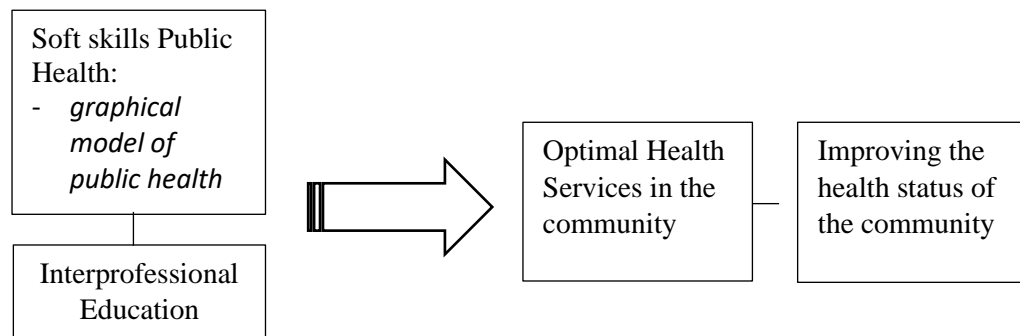 Soft skills Public
Health:
- graphical
model of
public health
Interprofessional
Education
Optimal Health
Services in the
community
Improving the
health status of
the community